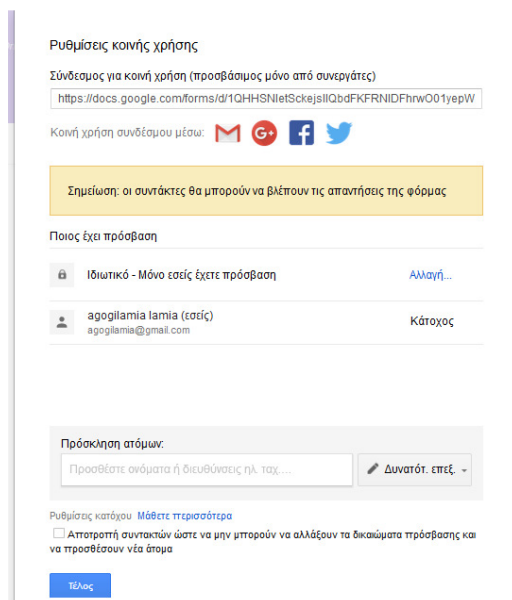 Ρυθμίσεις κοινής χρήσης
Σύνδεσμος για κοινή χρήση (προσβάσιμος μόνο από συνεργάτες)
https://docs.google.com/forms/d/1QHHSNIetSckejsIIQbdFKFRNIDFhrwO01yepW
Κοινή χρήση συνδέσμου μέσω:
Σημείωση: οι συντάκτες θα μπορούν να βλέπουν τις απαντήσεις της φόρμας
Ποιος έχει πρόσβαση
Ιδιωτικό - Μόνο εσείς έχετε πρόσβαση Αλλαγή...
agogilamia lamia (εσείς) Κάτοχος
agogilamia@gmail.com
Πρόσκληση ατόμων:
Προσθέστε ονόματα ή διευθύνσεις ηλ. ταχ.... Δυνατότ. επεξ.
Ρυθμίσεις κατόχου Μάθετε περισσότερα
Αποτροπή συντακτών ώστε να μην μπορούν να αλλάξουν τα δικαιώματα πρόσβασης και
να προσθέσουν νέα άτομα
Τέλος